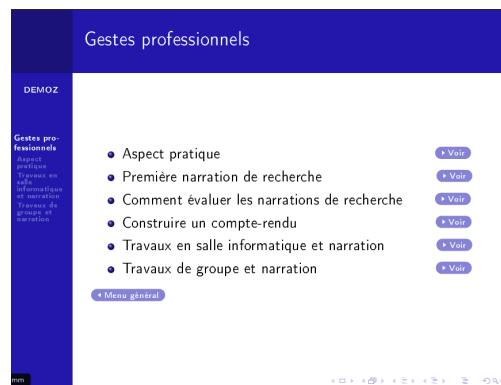 Gestes professionnels
DEMOZ
Gestes pro-
fessionnels
Aspect
pratique
Travaux en
salle
informatique
et narration
Travaux de
groupe et
narration
Aspect pratique Voir
Première narration de recherche Voir
Comment évaluer les narrations de recherche Voir
Construire un compte-rendu Voir
Travaux en salle informatique et narration Voir
Travaux de groupe et narration Voir
Menu général
mm